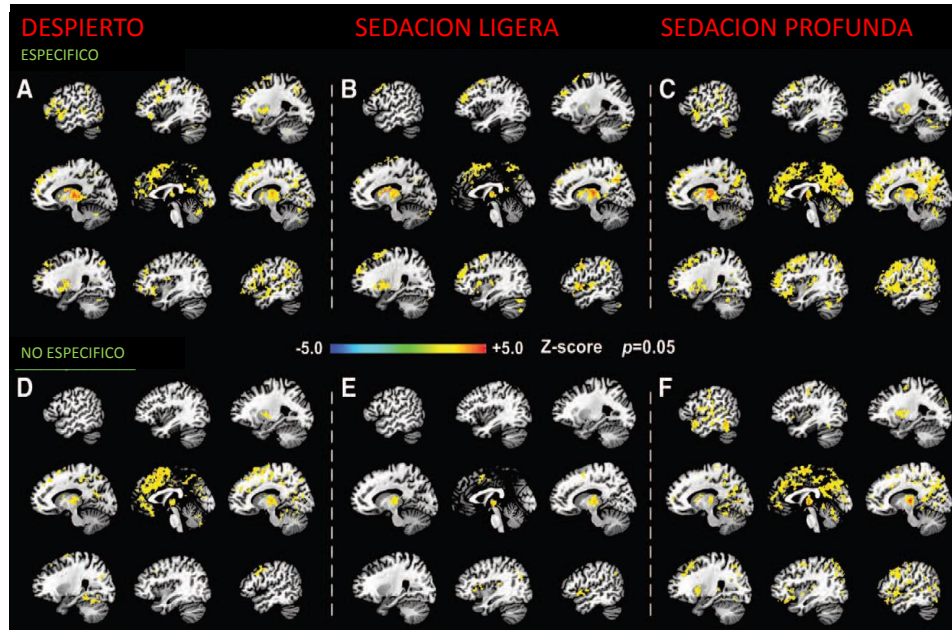 DESPIERTO
SEDACION LIGERA
SEDACION PROFUNDA
ESPECIFICO
A
B
C
-5.0 +5.0 Z-score p=0.05
NO ESPECIFICO
D
E
F